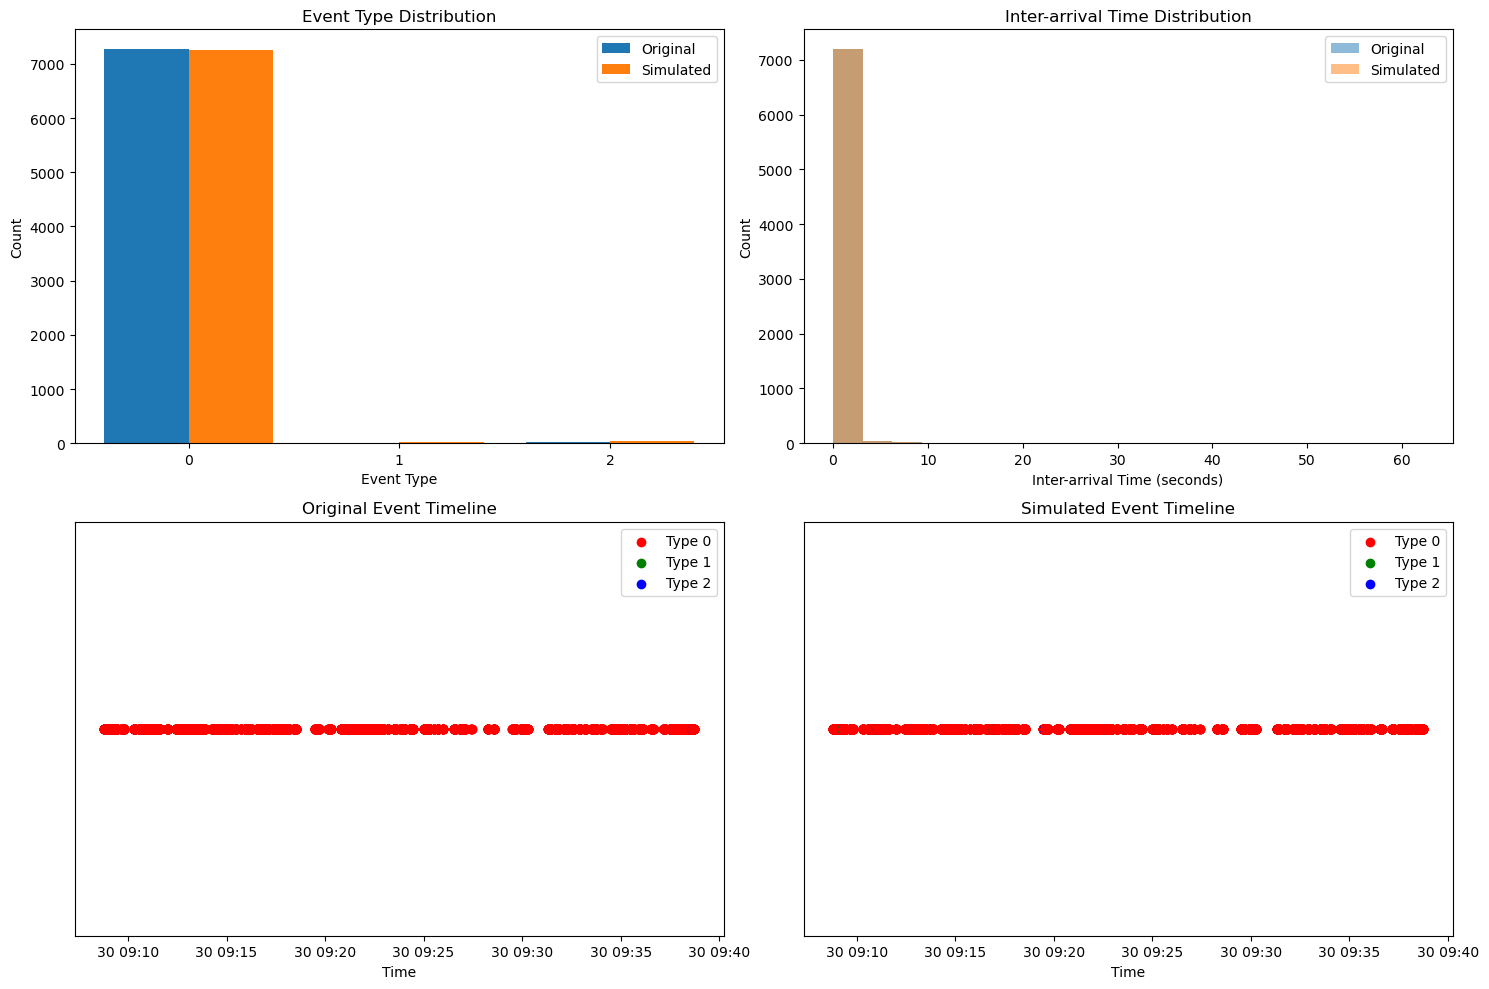 Event Type Distribution
Original
Simulated
7000
6000
5000
4000
3000
2000
1000
0
Count
0 1 2
Event Type
Inter-arrival Time Distribution
Original
Simulated
7000
6000
5000
4000
3000
2000
1000
0
Count
0 10 20 30 40 50 60
Inter-arrival Time (seconds)
Original Event Timeline
Type 0
Type 1
Type 2
30 09:10 30 09:15 30 09:20 30 09:25 30 09:30 30 09:35 30 09:40
Time
Simulated Event Timeline
Type 0
Type 1
Type 2
30 09:10 30 09:15 30 09:20 30 09:25 30 09:30 30 09:35 30 09:40
Time